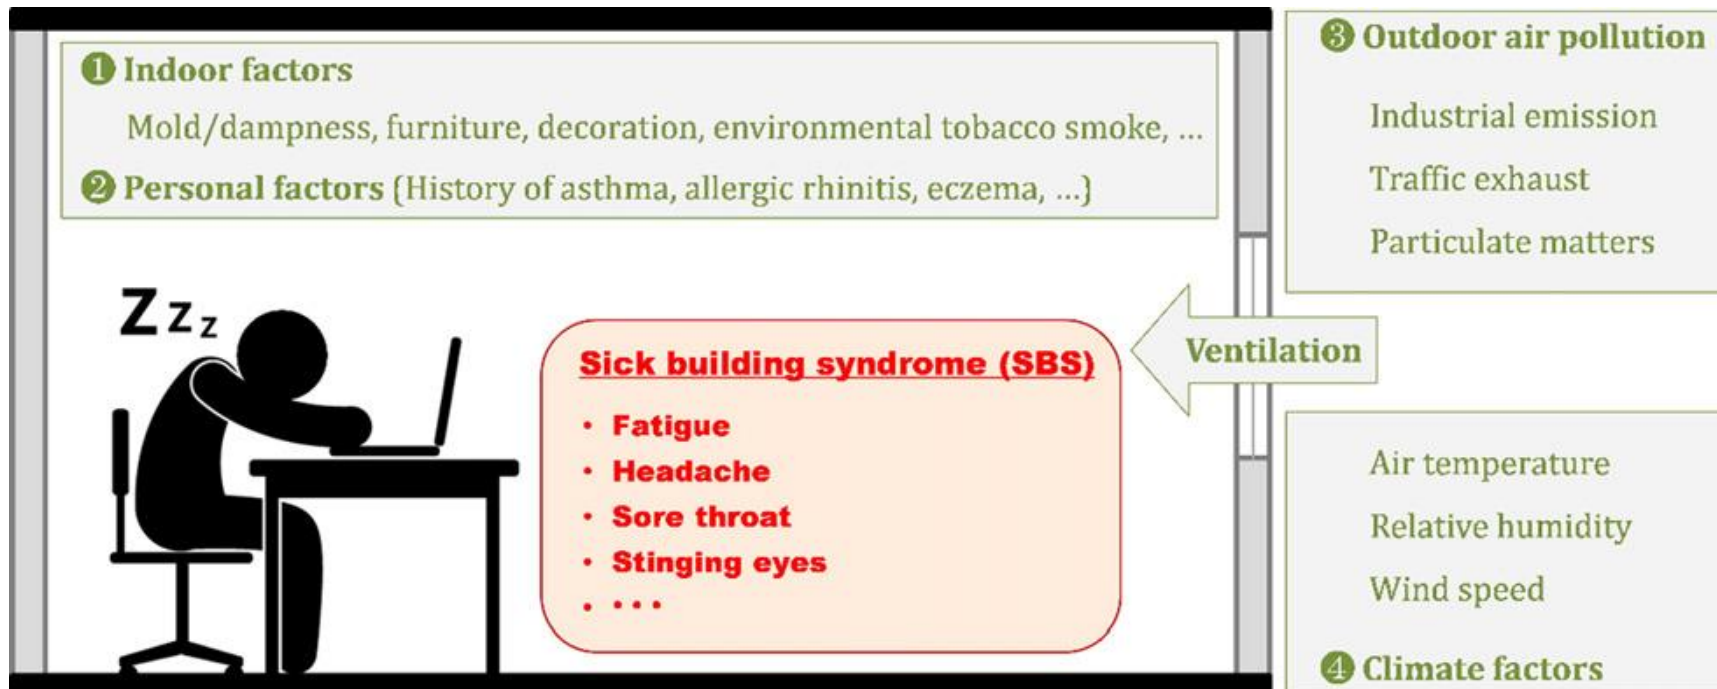 ❶ Indoor factors
Mold/dampness, furniture, decoration, environmental tobacco smoke, ...
❷ Personal factors (History of asthma, allergic rhinitis, eczema, ...)
❸ Outdoor air pollution
Industrial emission
Traffic exhaust
Particulate matters
Z z z
Sick building syndrome (SBS)
• Fatigue
• Headache
• Sore throat
• Stinging eyes
• • • •
Ventilation
Air temperature
Relative humidity
Wind speed
❹ Climate factors